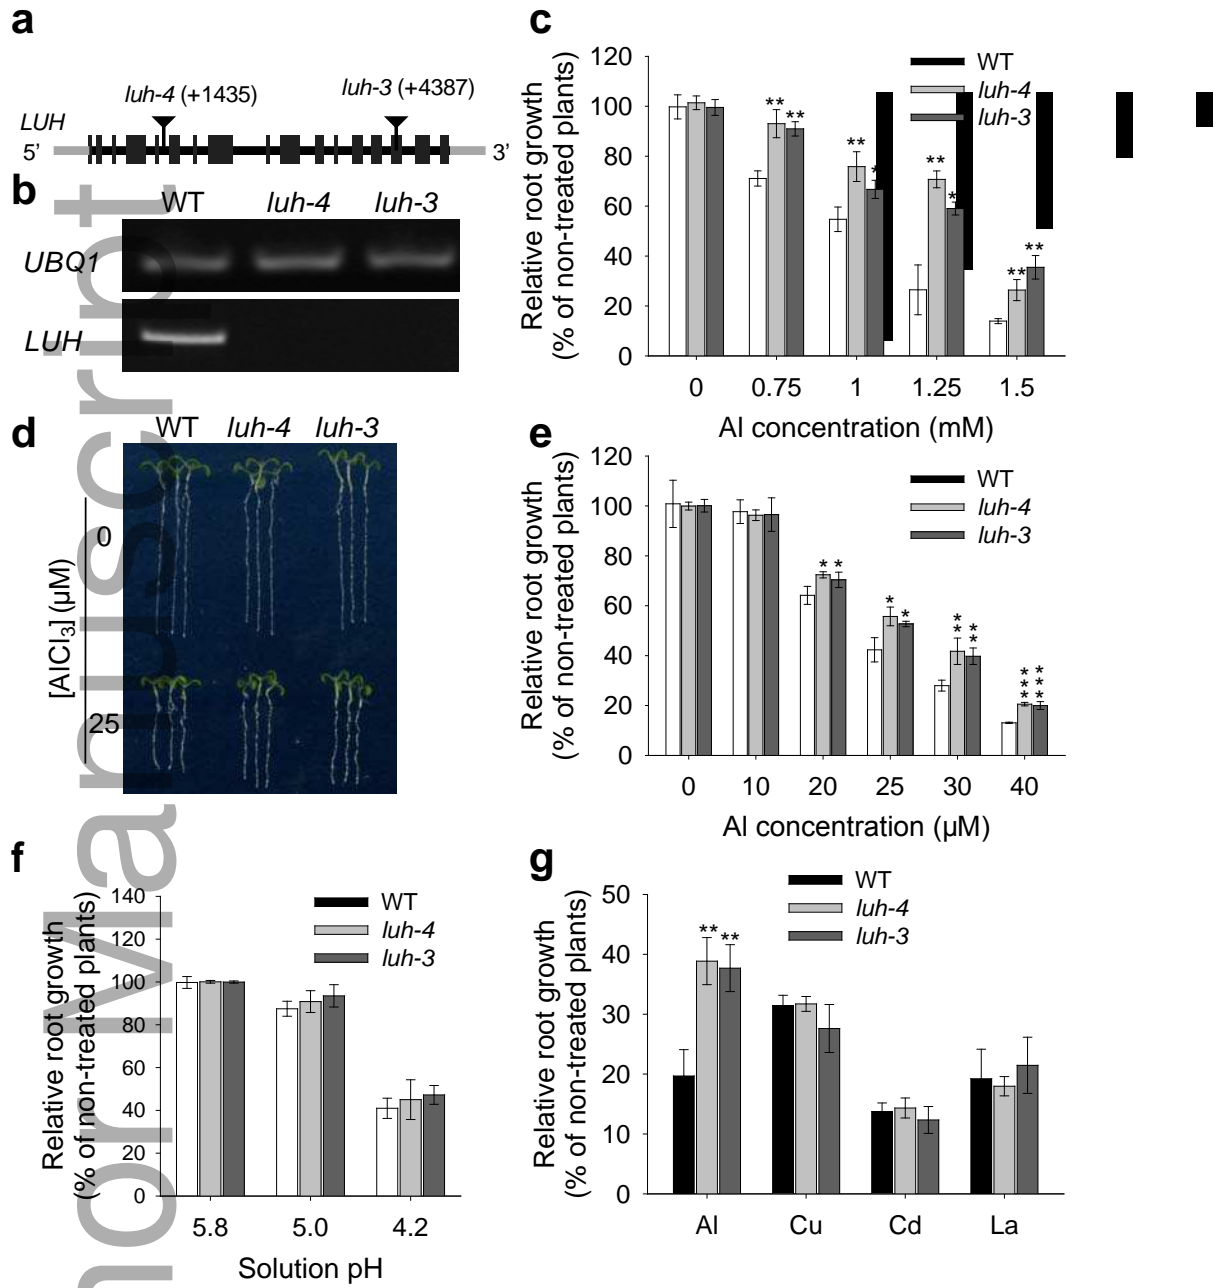 a
luh-4 (+1435)
luh-3 (+4387)
LUH
5’
3’
b
WT luh-4 luh-3
UBQ1
LUH
c
Relative root growth
(% of non-treated plants)
120
100
80
60
40
20
0
WT
luh-4
luh-3
** **
** *
** *
** **
0 0.75 1 1.25 1.5
Al concentration (mM)
d
WT luh-4 luh-3
[AlCl3] (µM)
0
25
e
Relative root growth
(% of non-treated plants)
120
100
80
60
40
20
0
WT
luh-4
luh-3
* *
* *
** **
*** ***
0 10 20 25 30 40
Al concentration (µM)
f
Relative root growth
(% of non-treated plants)
140
120
100
80
60
40
20
0
WT
luh-4
luh-3
5.8 5.0 4.2
Solution pH
g
Relative root growth
(% of non-treated plants)
50
40
30
20
10
0
WT
luh-4
luh-3
** **
Al Cu Cd La
hor Manuscript